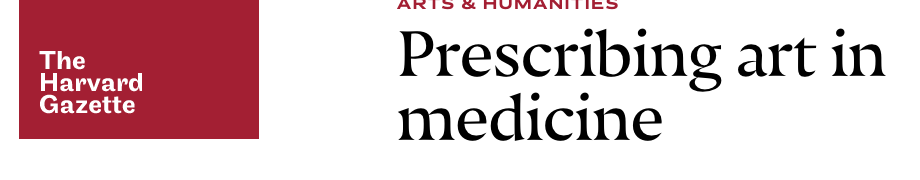 ARTS & HUMANITIES
The
Harvard
Gazette
Prescribing art in
medicine